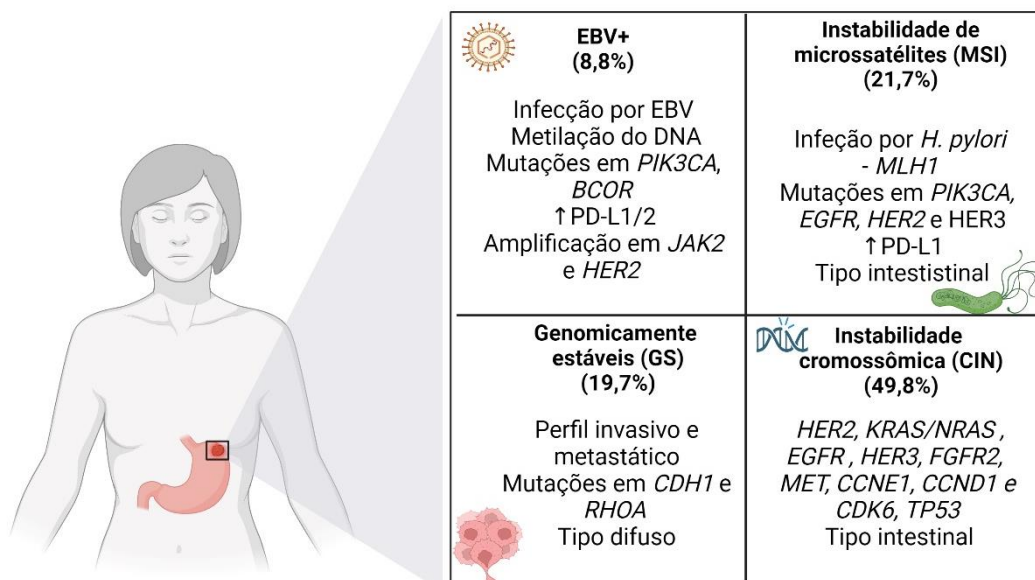 EBV+
(8,8%)
Infecção por EBV
Metilação do DNA
Mutações em PIK3CA,
BCOR
↑PD-L1/2
Amplificação em JAK2
e HER2
Instabilidade de
microssatélites (MSI)
(21,7%)
Infeção por H. pylori
- MLH1
Mutações em PIK3CA,
EGFR, HER2 e HER3
↑PD-L1
Tipo intestistinal
Genomicamente
estáveis (GS)
(19,7%)
Perfil invasivo e
metastático
Mutações em CDH1 e
RHOA
Tipo difuso
Instabilidade
cromossômica (CIN)
(49,8%)
HER2, KRAS/NRAS ,
EGFR , HER3, FGFR2,
MET, CCNE1, CCND1 e
CDK6, TP53
Tipo intestinal